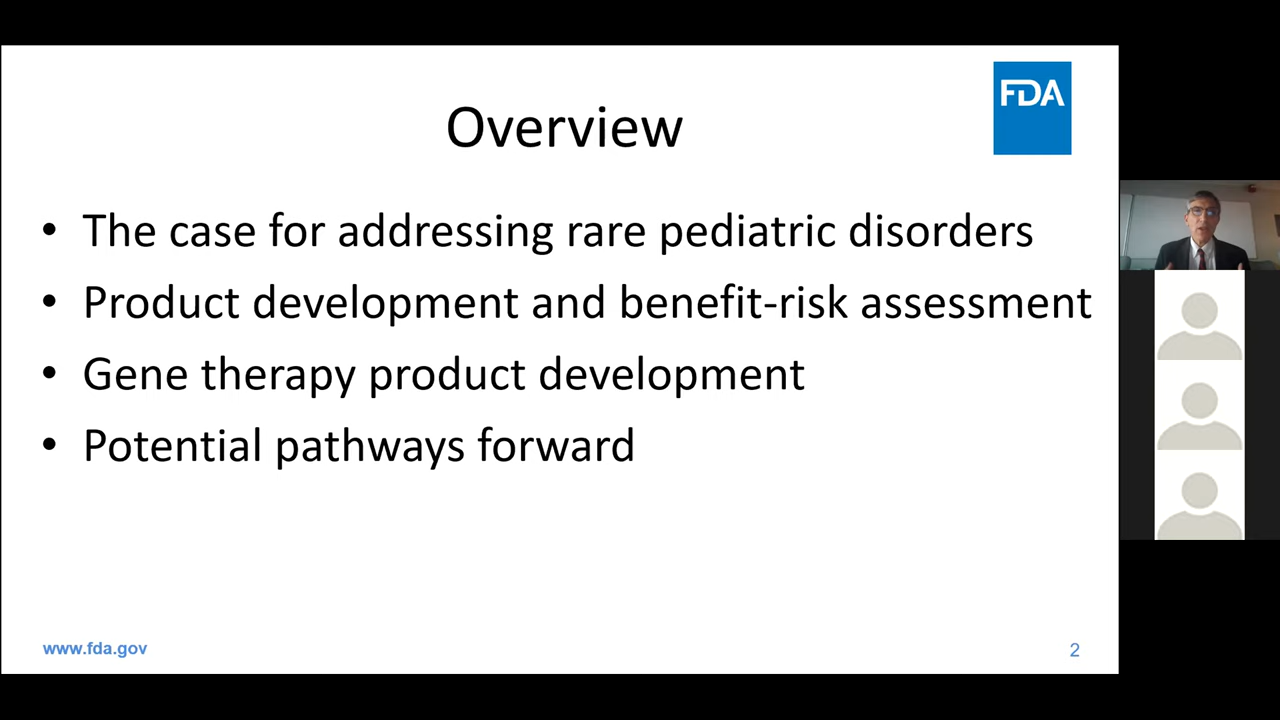 FDA
Overview
• The case for addressing rare pediatric disorders
• Product development and benefit-risk assessment
• Gene therapy product development
• Potential pathways forward
www.fda.gov
2